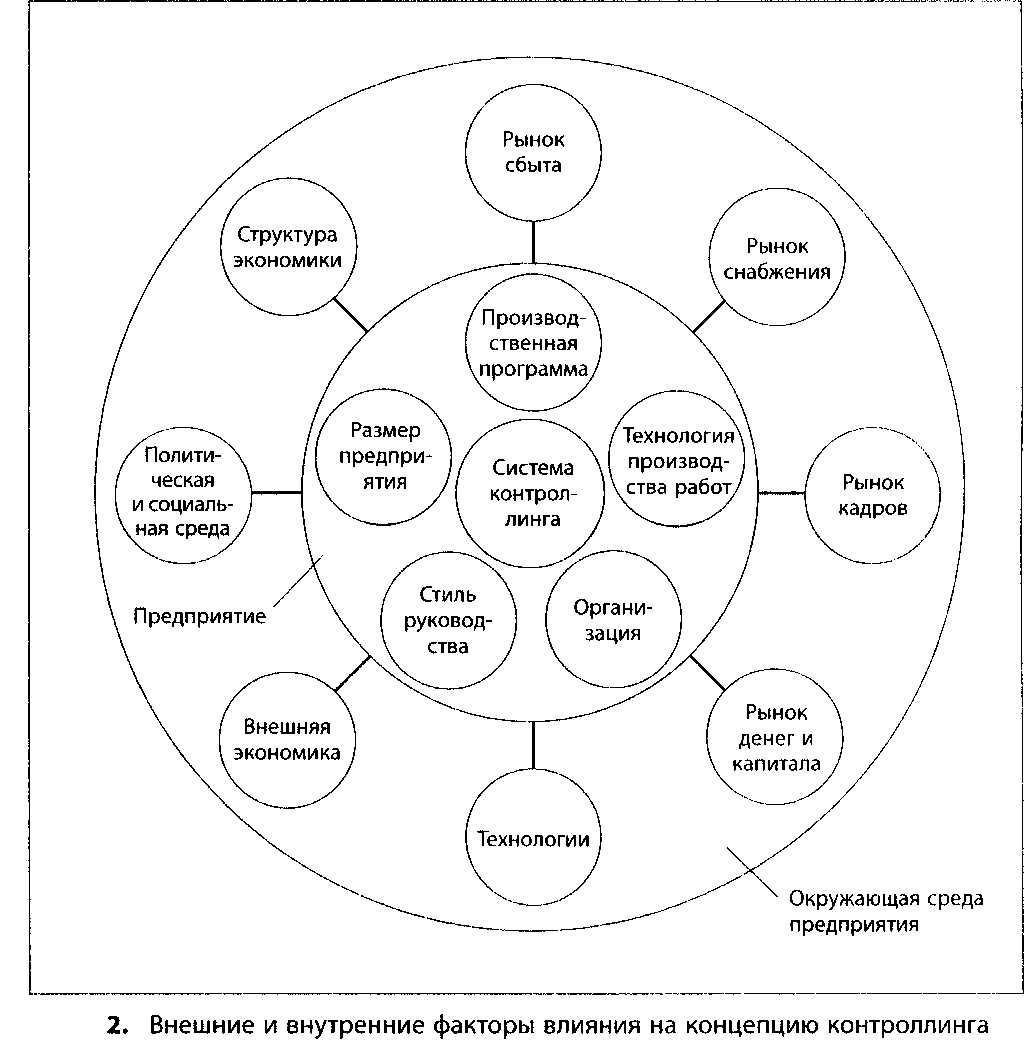 Рынок
сбыта
Структура
экономики
Рынок
снабжения
Производ-
ственная
программа
Размер
предпри-
ятия
Технология
производ-
ства работ
Система
контрол-
линга
Полити-
ческая
и социаль-
ная среда
Рынок
кадров
Стиль
руковод-
ства
Органи-
зация
Предприятие
Внешняя
экономика
Рынок
денег и
капитала
Технологии
Окружающая среда
предприятия
2. Внешние и внутренние факторы влияния на концепцию контроллинга